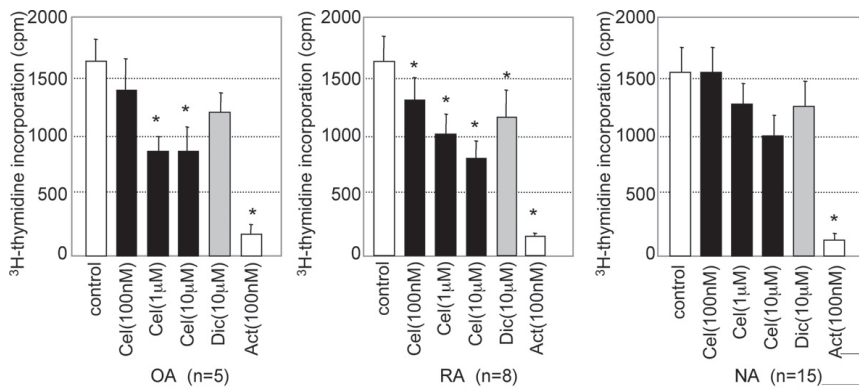 2000
1500
1000
500
0
³H-thymidine incorporation (cpm)
*
*
*
control
Cel(100nM)
Cel(1μM)
Cel(10μM)
Dic(10μM)
Act(100nM)
OA (n=5)
2000
1500
1000
500
0
³H-thymidine incorporation (cpm)
*
*
*
*
*
control
Cel(100nM)
Cel(1μM)
Cel(10μM)
Dic(10μM)
Act(100nM)
RA (n=8)
2000
1500
1000
500
0
³H-thymidine incorporation (cpm)
*
control
Cel(100nM)
Cel(1μM)
Cel(10μM)
Dic(10μM)
Act(100nM)
NA (n=15)